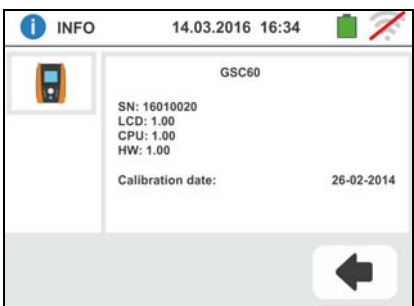 INFO 14.03.2016 16:34
GSC60
SN: 16010020
LCD: 1.00
CPU: 1.00
HW: 1.00
Calibration date: 26-02-2014